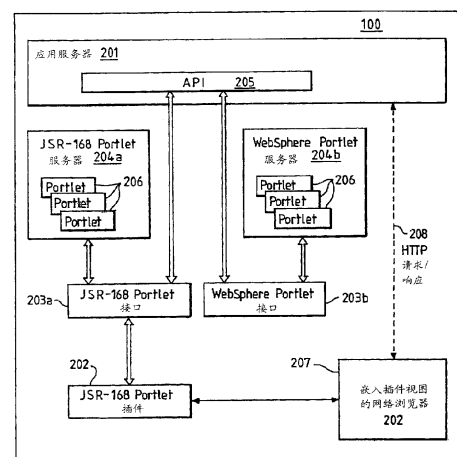 100
应用服务器 201
API 205
JSR-168 Portlet
服务器 204a
Portlet
Portlet
Portlet
206
WebSphere Portlet
服务器 204b
Portlet
Portlet
Portlet
206
208
HTTP
请求/
响应
203a
JSR-168 Portlet
接口
WebSphere Portlet
接口
203b
202
JSR-168 Portlet
插件
207
嵌入插件视图
的网络浏览器
202